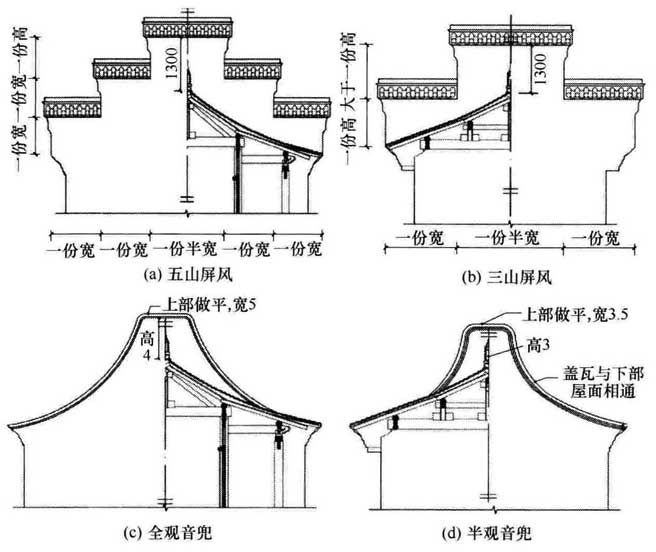 一份高
一份宽
一份宽
1300
一份宽
一份宽
一份半宽
一份宽
一份宽
(a) 五山屏风
大于一份高
一份高
1300
一份宽
一份半宽
一份宽
(b) 三山屏风
上部做平,宽5
高
4
(c) 全观音兜
上部做平,宽3.5
高3
盖瓦与下部
屋面相通
(d) 半观音兜